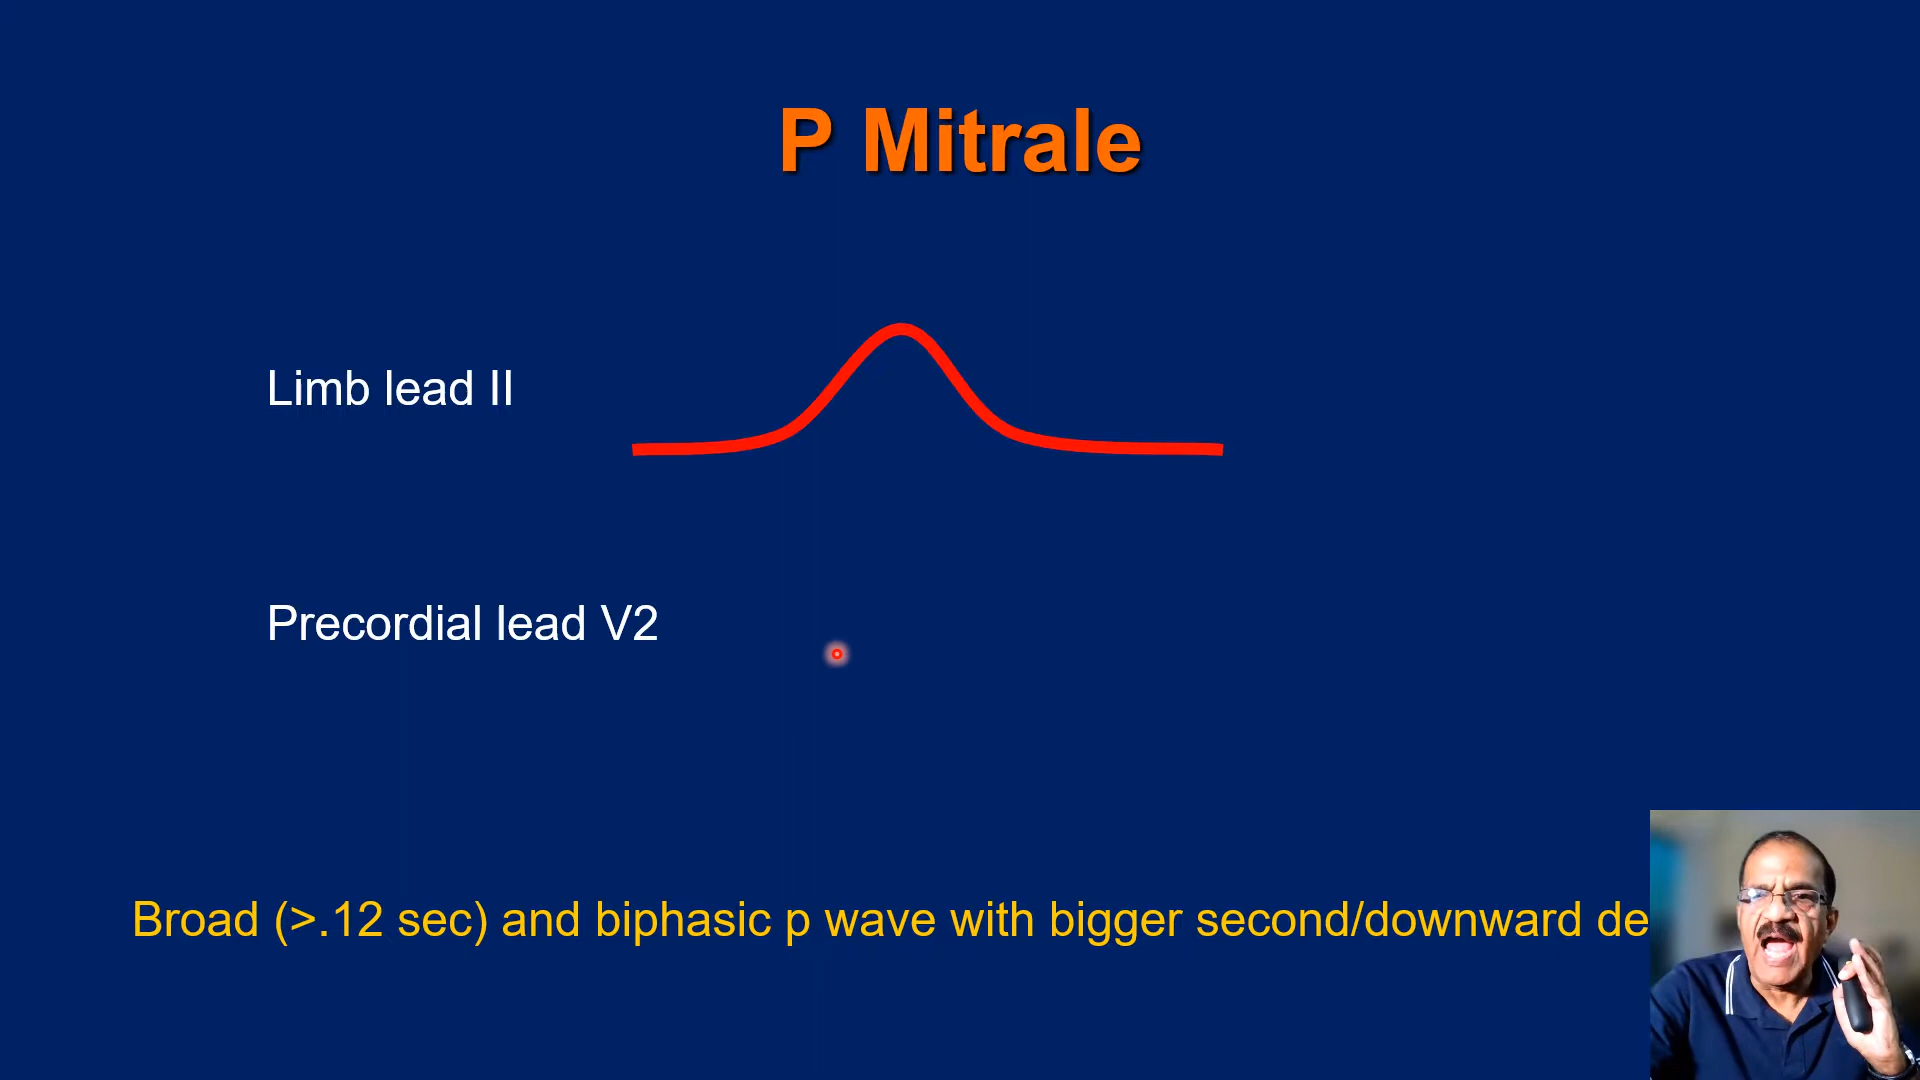 P Mitrale
Limb lead II
Precordial lead V2
Broad (>.12 sec) and biphasic p wave with bigger second/downward de